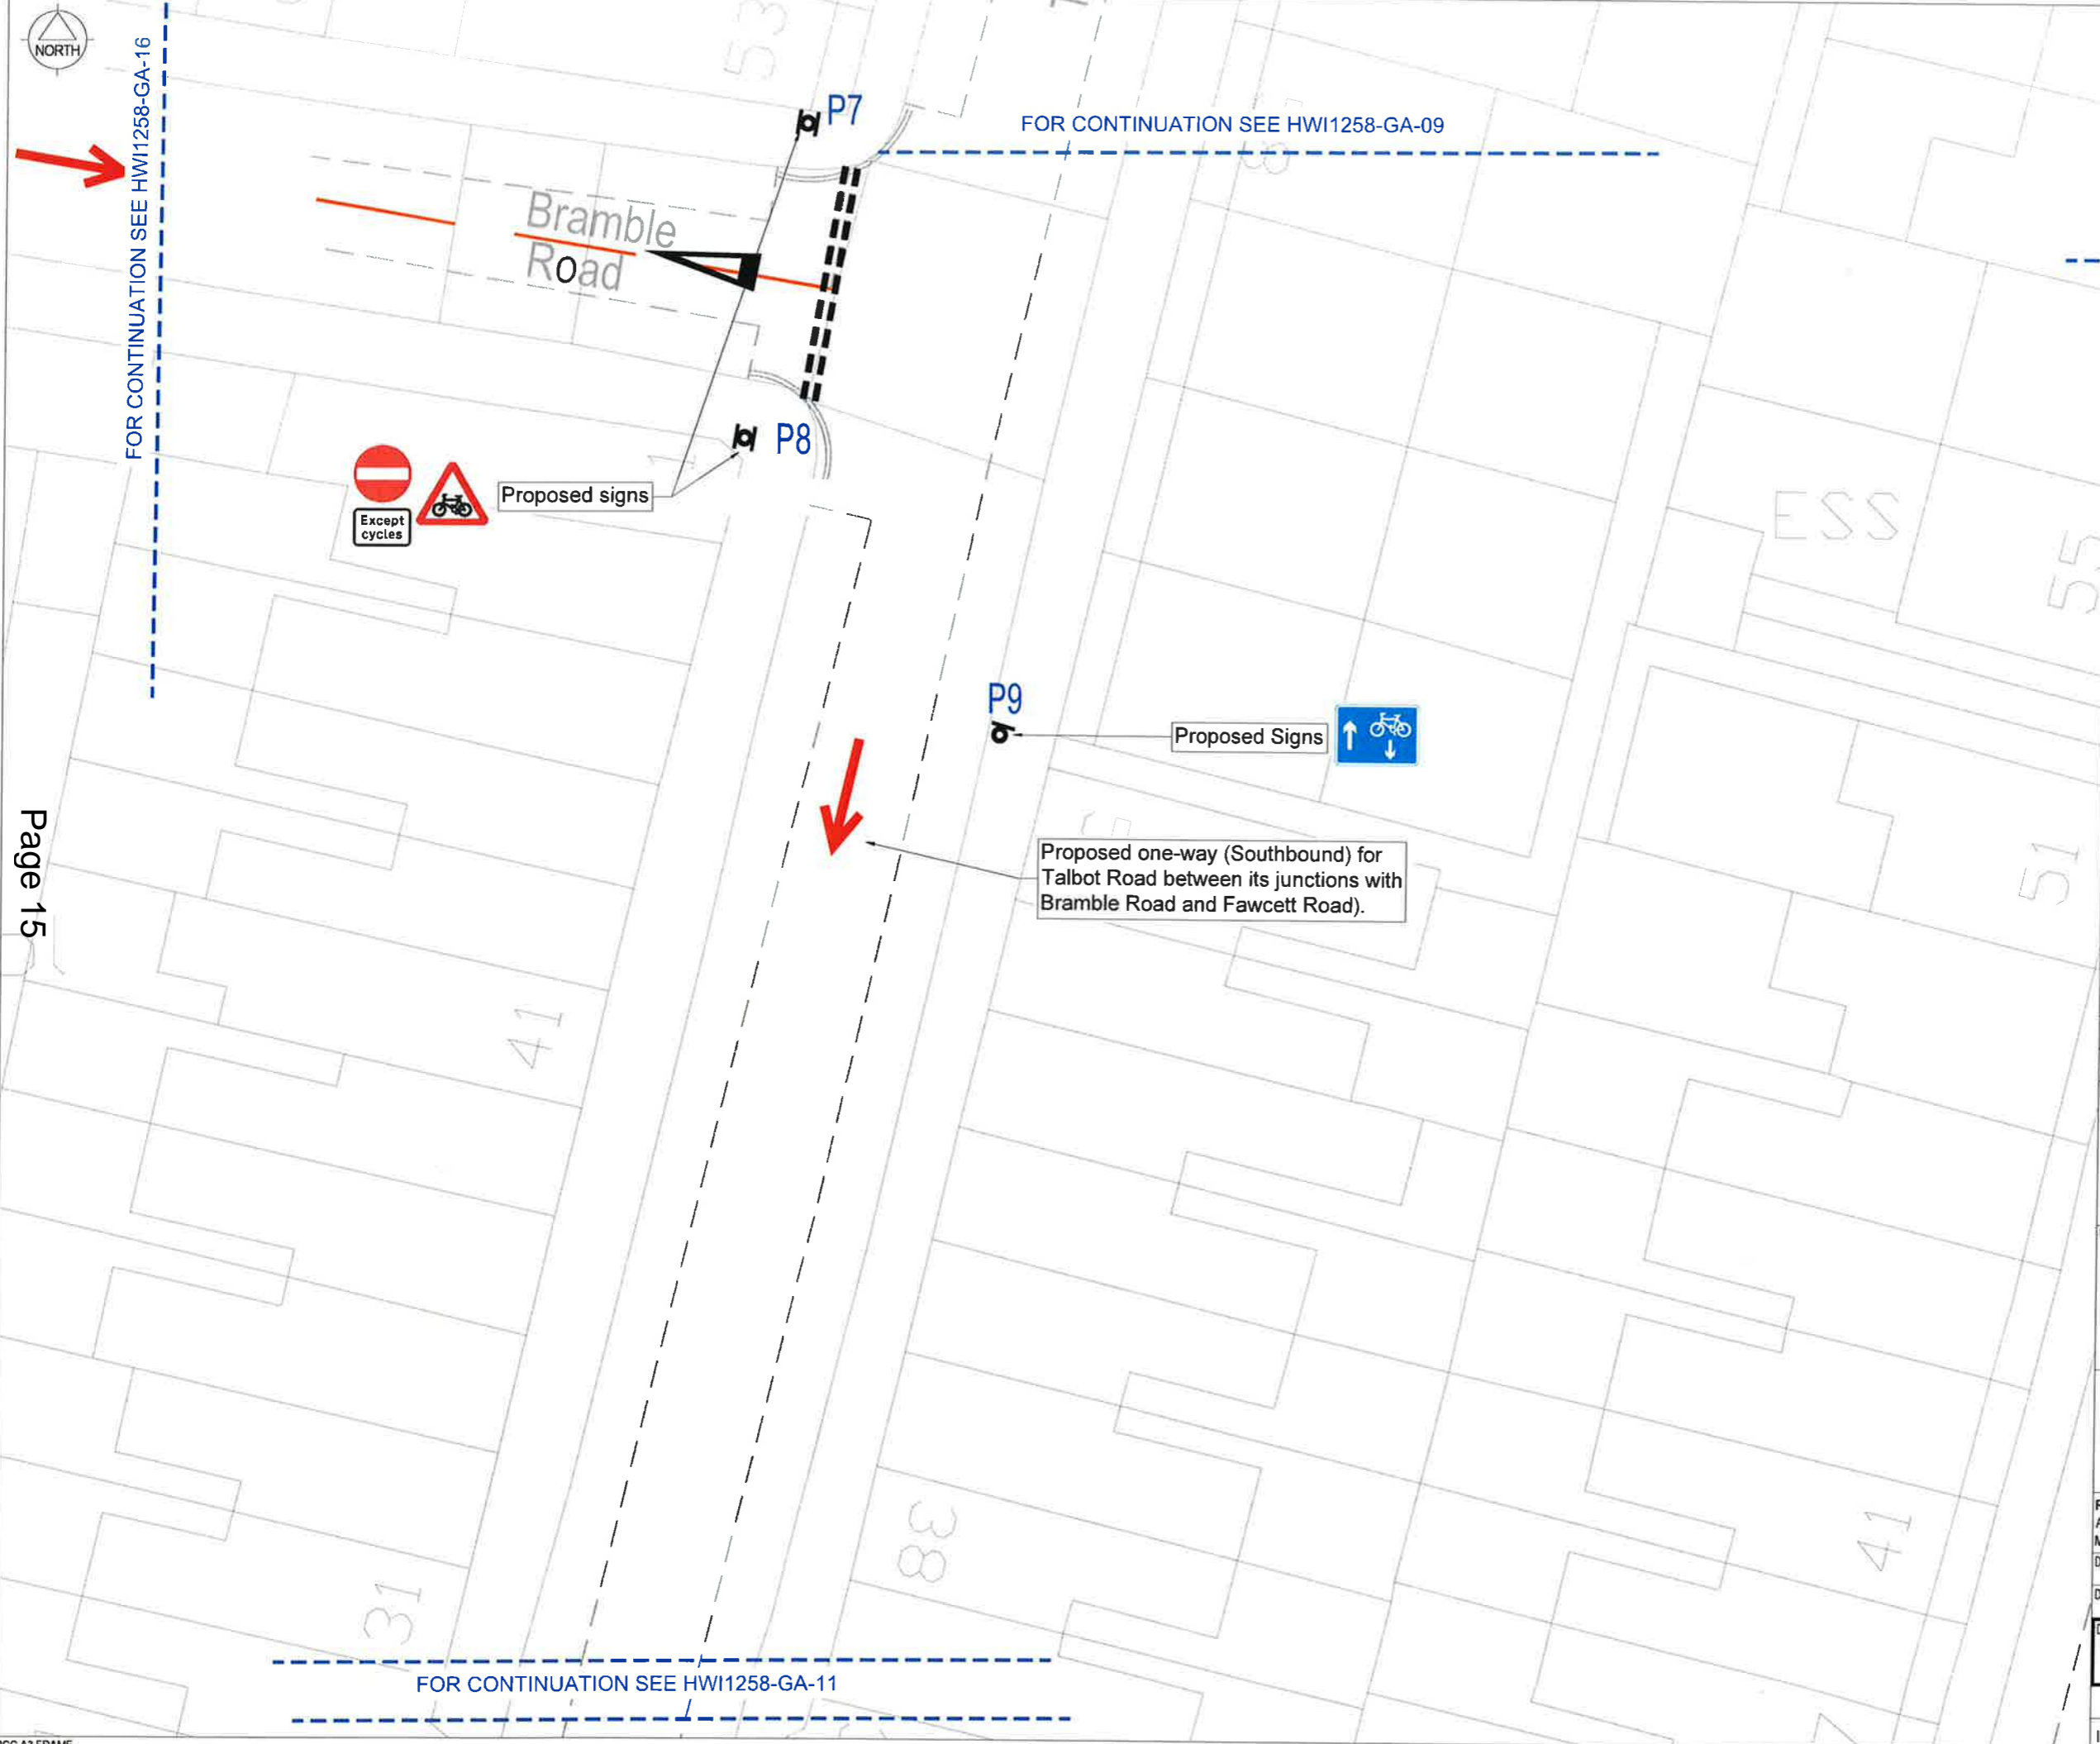 NORTH
FOR CONTINUATION SEE HWI1258-GA-16
53
P7
FOR CONTINUATION SEE HWI1258-GA-09
Bramble
Road
P8
Except
cycles
Proposed signs
ESS
55
P9
Proposed Signs
Proposed one-way (Southbound) for
Talbot Road between its junctions with
Bramble Road and Fawcett Road).
51
Page 15
41
38
41
31
FOR CONTINUATION SEE HWI1258-GA-11